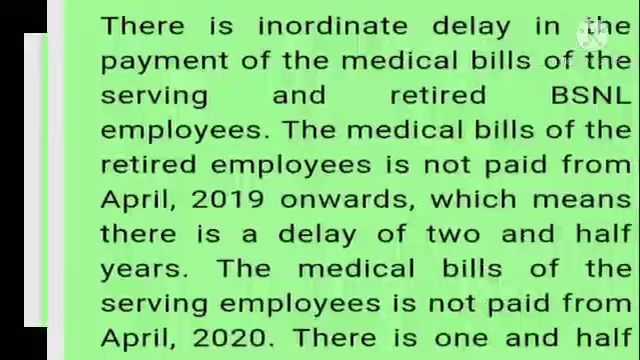 There is inordinate delay in the
payment of the medical bills of the
serving and retired BSNL
employees. The medical bills of the
retired employees is not paid from
April, 2019 onwards, which means
there is a delay of two and half
years. The medical bills of the
serving employees is not paid from
April, 2020. There is one and half